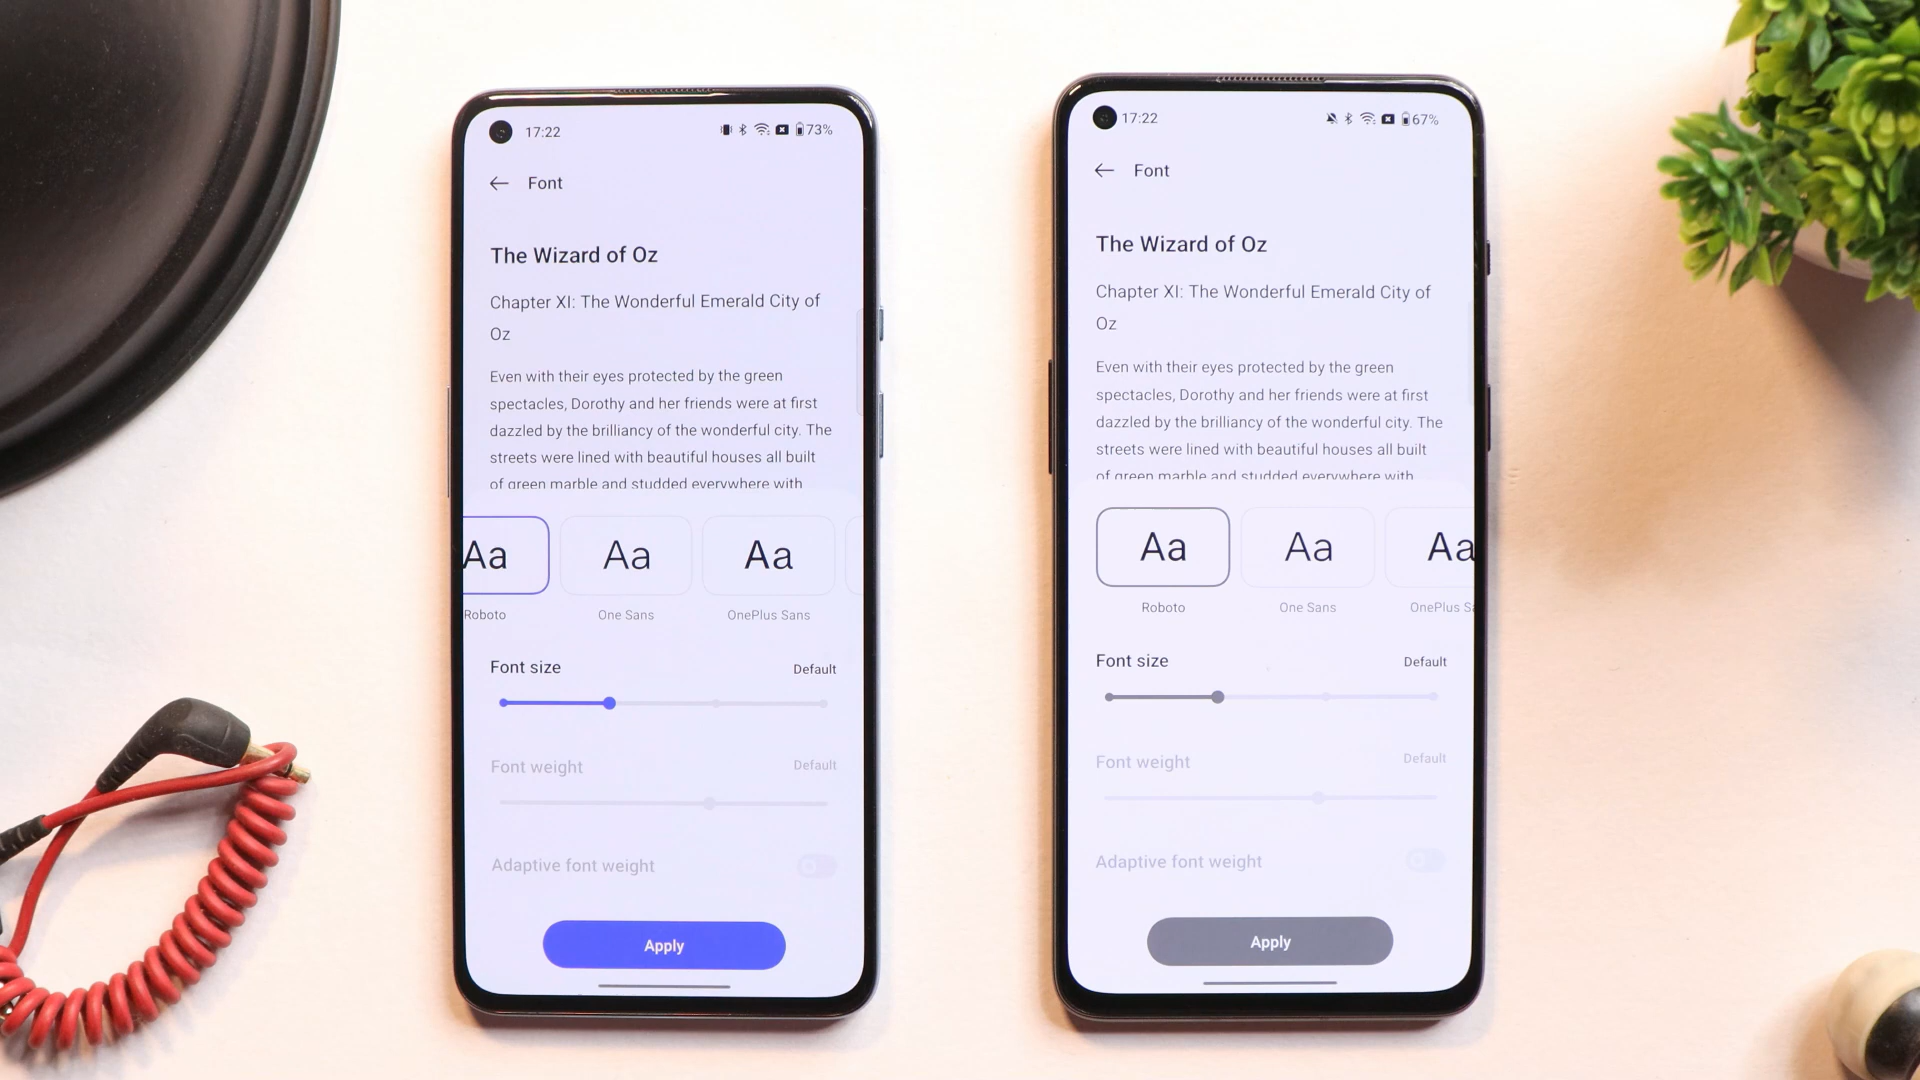 17:22
73%
Font
The Wizard of Oz
Chapter XI: The Wonderful Emerald City of
Oz
Even with their eyes protected by the green
spectacles, Dorothy and her friends were at first
dazzled by the brilliancy of the wonderful city. The
streets were lined with beautiful houses all built
of green marble and studded everywhere with
Aa
Aa
Aa
Roboto
One Sans
OnePlus Sans
Font size
Default
Font weight
Default
Adaptive font weight
Apply
17:22
67%
Font
The Wizard of Oz
Chapter XI: The Wonderful Emerald City of
Oz
Even with their eyes protected by the green
spectacles, Dorothy and her friends were at first
dazzled by the brilliancy of the wonderful city. The
streets were lined with beautiful houses all built
of green marble and studded everywhere with
Aa
Aa
Aa
Roboto
One Sans
OnePlus Sa
Font size
Default
Font weight
Default
Adaptive font weight
Apply